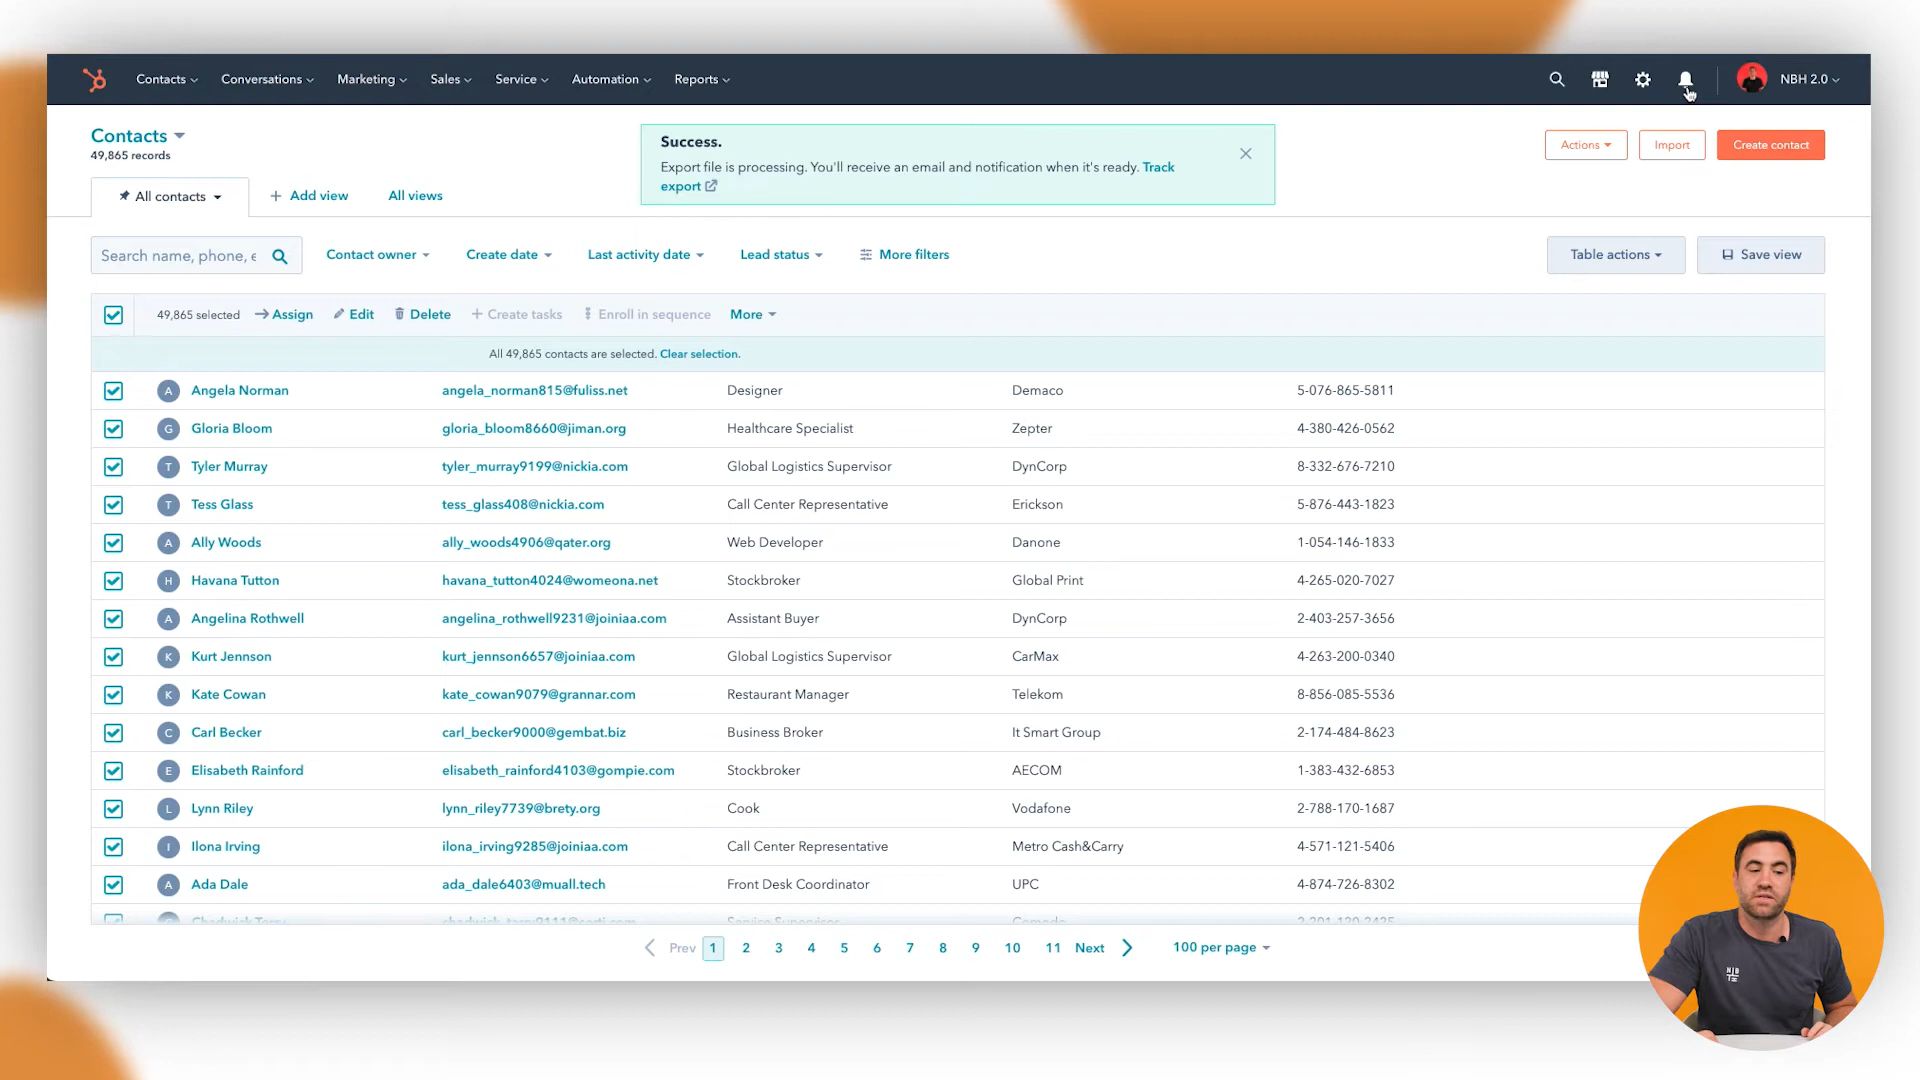 Contacts Conversations Marketing Sales Service Automation Reports NBH 2.0
Contacts
49,865 records
Success.
Export file is processing. You'll receive an email and notification when it's ready. Track
export
Actions Import Create contact
All contacts + Add view All views
Search name, phone, e Contact owner Create date Last activity date Lead status More filters Table actions Save view
49,865 selected Assign Edit Delete + Create tasks Enroll in sequence More
All 49,865 contacts are selected. Clear selection.
A Angela Norman angela_norman815@fuliss.net Designer Demaco 5-076-865-5811
G Gloria Bloom gloria_bloom8660@jiman.org Healthcare Specialist Zepter 4-380-426-0562
T Tyler Murray tyler_murray9199@nickia.com Global Logistics Supervisor DynCorp 8-332-676-7210
T Tess Glass tess_glass408@nickia.com Call Center Representative Erickson 5-876-443-1823
A Ally Woods ally_woods4906@qater.org Web Developer Danone 1-054-146-1833
H Havana Tutton havana_tutton4024@womeona.net Stockbroker Global Print 4-265-020-7027
A Angelina Rothwell angelina_rothwell9231@joiniaa.com Assistant Buyer DynCorp 2-403-257-3656
K Kurt Jennson kurt_jennson6657@joiniaa.com Global Logistics Supervisor CarMax 4-263-200-0340
K Kate Cowan kate_cowan9079@grannar.com Restaurant Manager Telekom 8-856-085-5536
C Carl Becker carl_becker9000@gembat.biz Business Broker It Smart Group 2-174-484-8623
E Elisabeth Rainford elisabeth_rainford4103@gompie.com Stockbroker AECOM 1-383-432-6853
L Lynn Riley lynn_riley7739@brety.org Cook Vodafone 2-788-170-1687
I Ilona Irving ilona_irving9285@joiniaa.com Call Center Representative Metro Cash&Carry 4-571-121-5406
A Ada Dale ada_dale6403@muall.tech Front Desk Coordinator UPC 4-874-726-8302
Prev 1 2 3 4 5 6 7 8 9 10 11 Next 100 per page